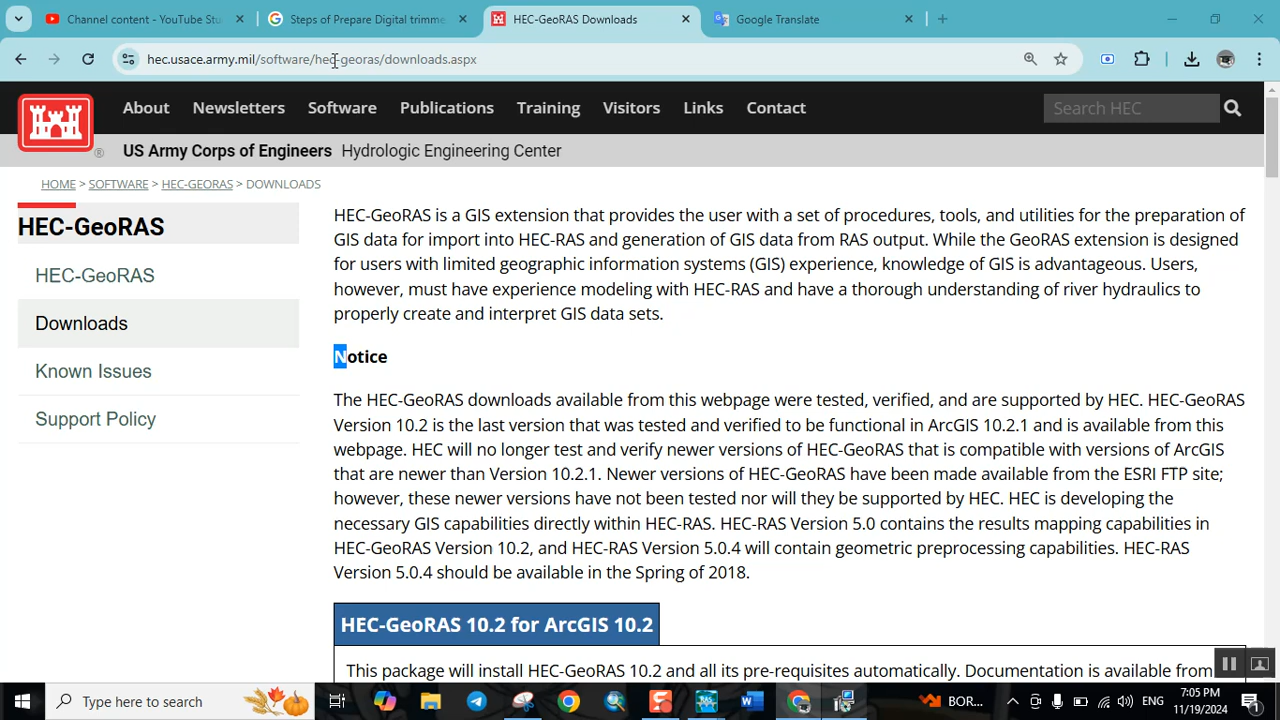 Channel content - YouTube Stu
Steps of Prepare Digital trimme
HEC-GeoRAS Downloads
Google Translate
hec.usace.army.mil/software/hec-georas/downloads.aspx
About
Newsletters
Software
Publications
Training
Visitors
Links
Contact
Search HEC
US Army Corps of Engineers Hydrologic Engineering Center
HOME > SOFTWARE > HEC-GEORAS > DOWNLOADS
HEC-GeoRAS
HEC-GeoRAS
Downloads
Known Issues
Support Policy
HEC-GeoRAS is a GIS extension that provides the user with a set of procedures, tools, and utilities for the preparation of
GIS data for import into HEC-RAS and generation of GIS data from RAS output. While the GeoRAS extension is designed
for users with limited geographic information systems (GIS) experience, knowledge of GIS is advantageous. Users,
however, must have experience modeling with HEC-RAS and have a thorough understanding of river hydraulics to
properly create and interpret GIS data sets.
Notice
The HEC-GeoRAS downloads available from this webpage were tested, verified, and are supported by HEC. HEC-GeoRAS
Version 10.2 is the last version that was tested and verified to be functional in ArcGIS 10.2.1 and is available from this
webpage. HEC will no longer test and verify newer versions of HEC-GeoRAS that is compatible with versions of ArcGIS
that are newer than Version 10.2.1. Newer versions of HEC-GeoRAS have been made available from the ESRI FTP site;
however, these newer versions have not been tested nor will they be supported by HEC. HEC is developing the
necessary GIS capabilities directly within HEC-RAS. HEC-RAS Version 5.0 contains the results mapping capabilities in
HEC-GeoRAS Version 10.2, and HEC-RAS Version 5.0.4 will contain geometric preprocessing capabilities. HEC-RAS
Version 5.0.4 should be available in the Spring of 2018.
HEC-GeoRAS 10.2 for ArcGIS 10.2
This package will install HEC-GeoRAS 10.2 and all its pre-requisites automatically. Documentation is available from
Type here to search
BOR...
ENG
7:05 PM
11/19/2024